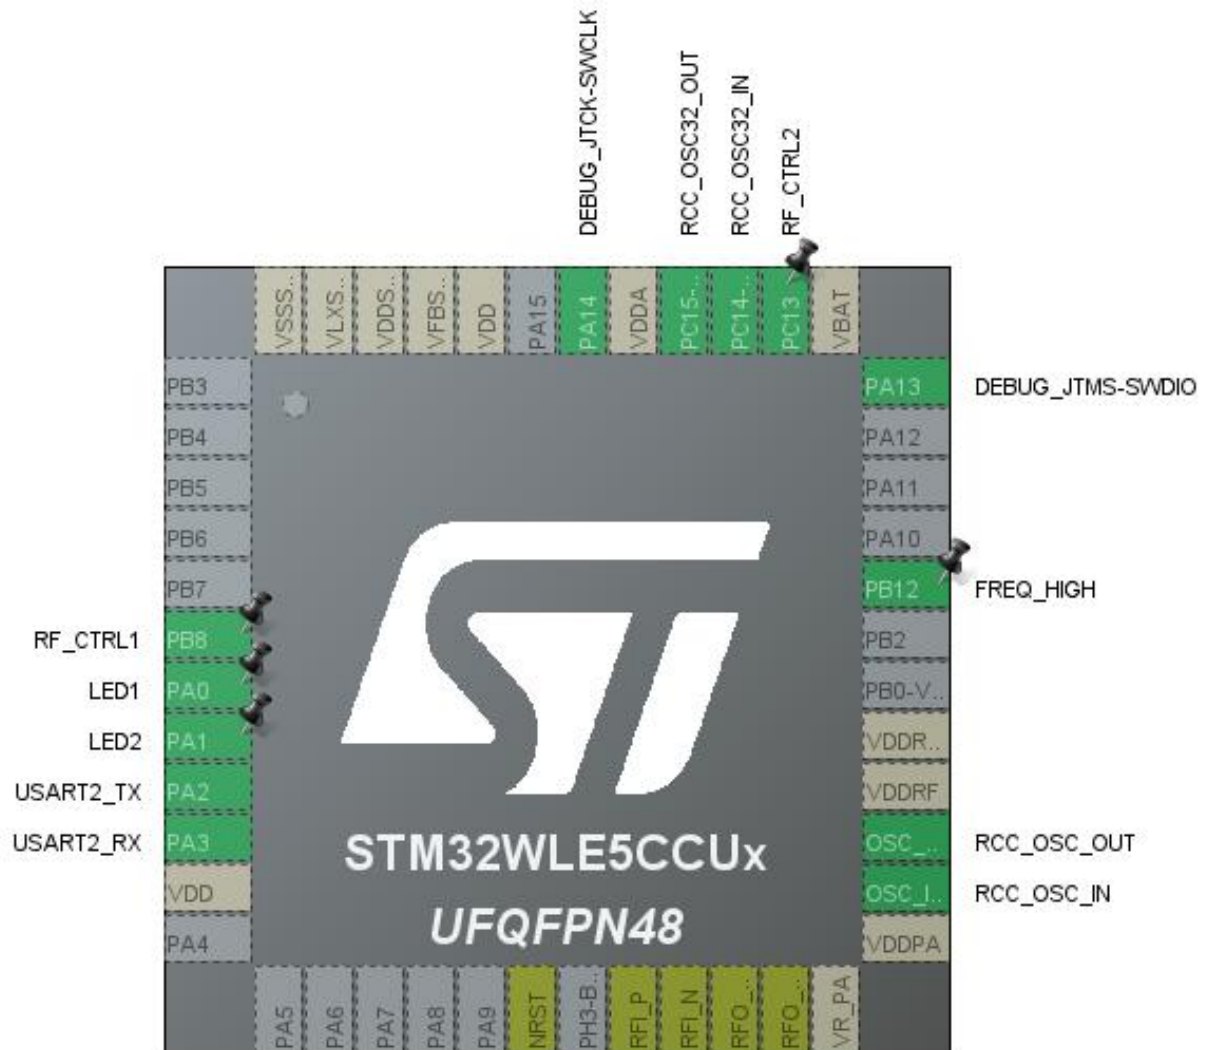 DEBUG_JTCK-SWCLK
RCC_OSC32_OUT
RCC_OSC32_IN
RF_CTRL2
VSSS..
VLXS..
VDDS..
VFBS..
VDD
PA15
PA14
VDDA
PC15-...
PC14-...
PC13
VBAT
PB3
PB4
PB5
PB6
PB7
RF_CTRL1 PB8
LED1 PA0
LED2 PA1
USART2_TX PA2
USART2_RX PA3
VDD
PA4
PA13 DEBUG_JTMS-SWDIO
PA12
PA11
PA10
PB12 FREQ_HIGH
PB2
PB0-V..
VDDR..
VDDRF
OSC_.. RCC_OSC_OUT
OSC_I.. RCC_OSC_IN
VDDPA
ST
STM32WLE5CCUx
UFQFPN48
PA5
PA6
PA7
PA8
PA9
NRST
PH3-B..
RFI_P
RFI_N
RFO_..
RFO_..
VR_PA